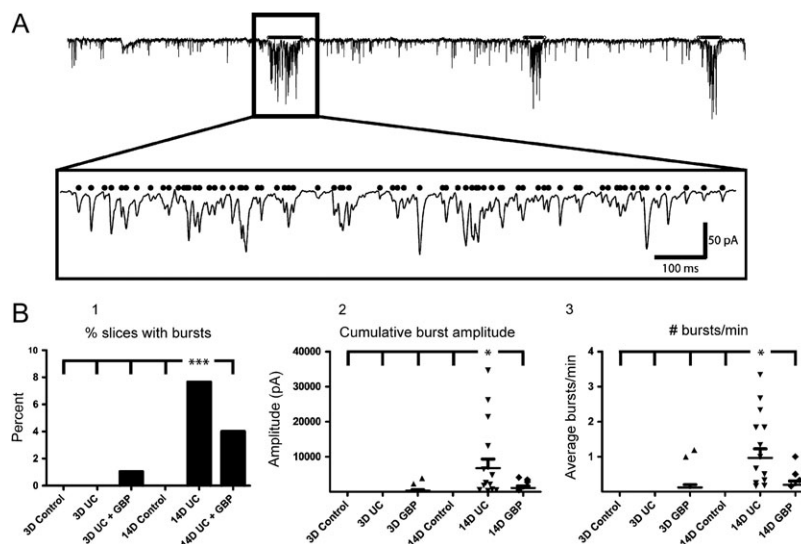 A
50 pA
100 ms
B
1
2
3
% slices with bursts
Cumulative burst amplitude
# bursts/min
***
*
*
Percent
10
8
6
4
2
0
3D Control
3D UC
3D UC + GBP
14D Control
14D UC
14D UC + GBP
Amplitude (pA)
40000
30000
20000
10000
3D Control
3D UC
3D GBP
14D Control
14D UC
14D GBP
Average bursts/min
4
3
2
1
0
3D Control
3D UC
3D GBP
14D Control
14D UC
14D GBP